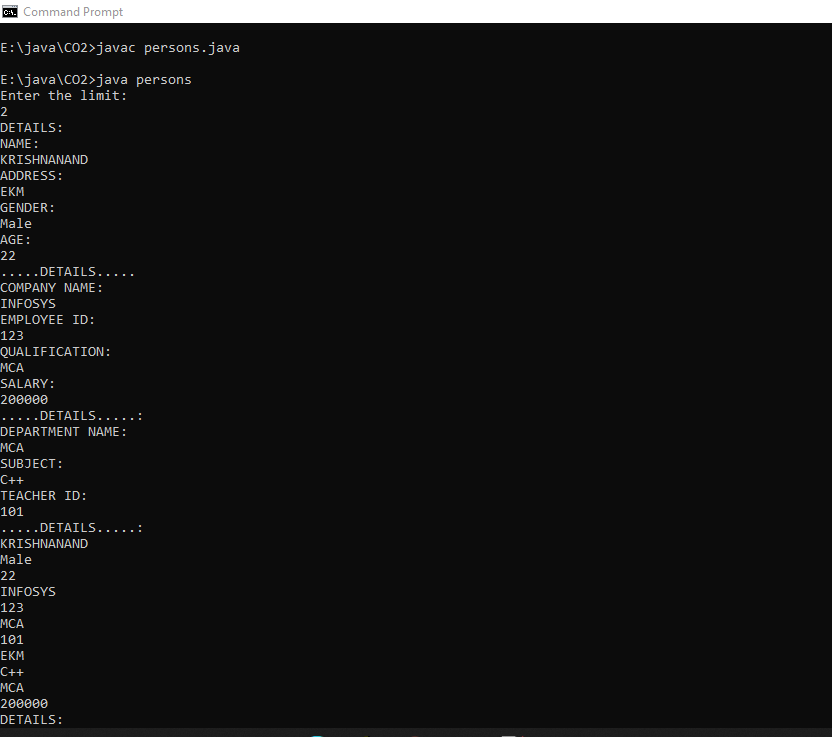 Command Prompt
E:\java\CO2>javac persons.java
E:\java\CO2>java persons
Enter the limit:
2
DETAILS:
NAME:
KRISHNANAND
ADDRESS:
EKM
GENDER:
Male
AGE:
22
.....DETAILS.....
COMPANY NAME:
INFOSYS
EMPLOYEE ID:
123
QUALIFICATION:
MCA
SALARY:
200000
.....DETAILS.....:
DEPARTMENT NAME:
MCA
SUBJECT:
C++
TEACHER ID:
101
.....DETAILS.....:
KRISHNANAND
Male
22
INFOSYS
123
MCA
101
EKM
C++
MCA
200000
DETAILS: